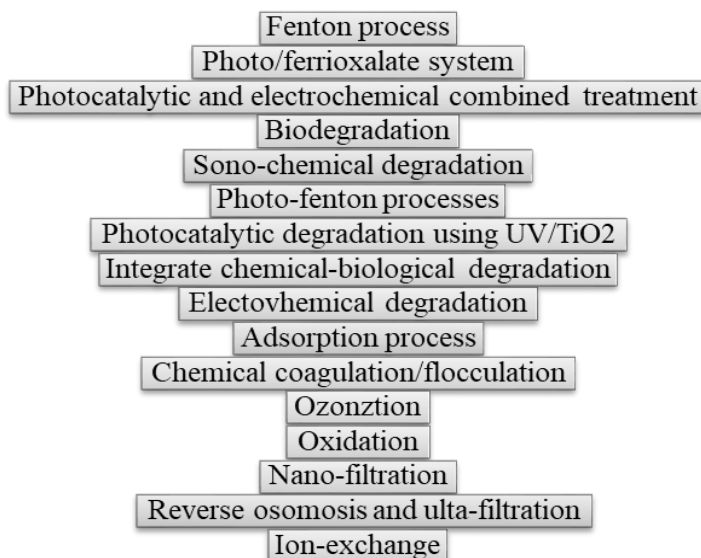 Fenton process
Photo/ferrioxalate system
Photocatalytic and electrochemical combined treatment
Biodegradation
Sono-chemical degradation
Photo-fenton processes
Photocatalytic degradation using UV/TiO2
Integrate chemical-biological degradation
Electovhemical degradation
Adsorption process
Chemical coagulation/flocculation
Ozonztion
Oxidation
Nano-filtration
Reverse osomosis and ulta-filtration
Ion-exchange